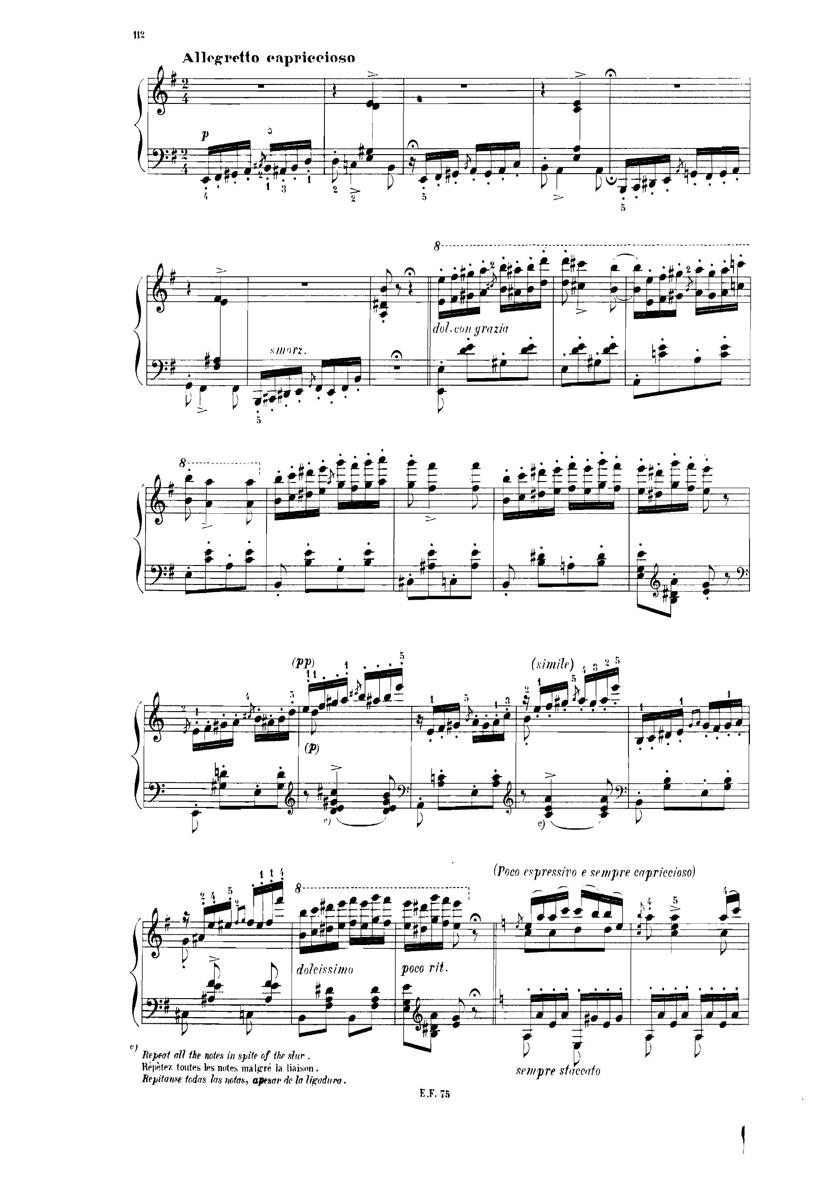 112
Allegretto capriccioso
p
smorz.
8
dol. con grazia
8
(pp)
(simile)
(p)
e)
e)
(Poco espressivo e sempre capriccioso)
8
dolcissimo
poco rit.
sempre staccato
e) Repeat all the notes in spite of the slur.
Répètez toutes les notes malgré la liaison.
Repitanse todas las notas, apesar de la ligadura.
E.F. 75